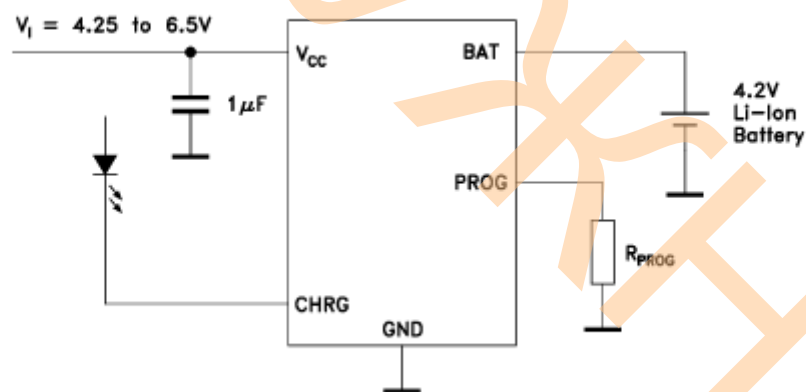 V_I = 4.25 to 6.5V
V_CC
BAT
1μF
4.2V
Li-Ion
Battery
PROG
R_PROG
CHRG
GND